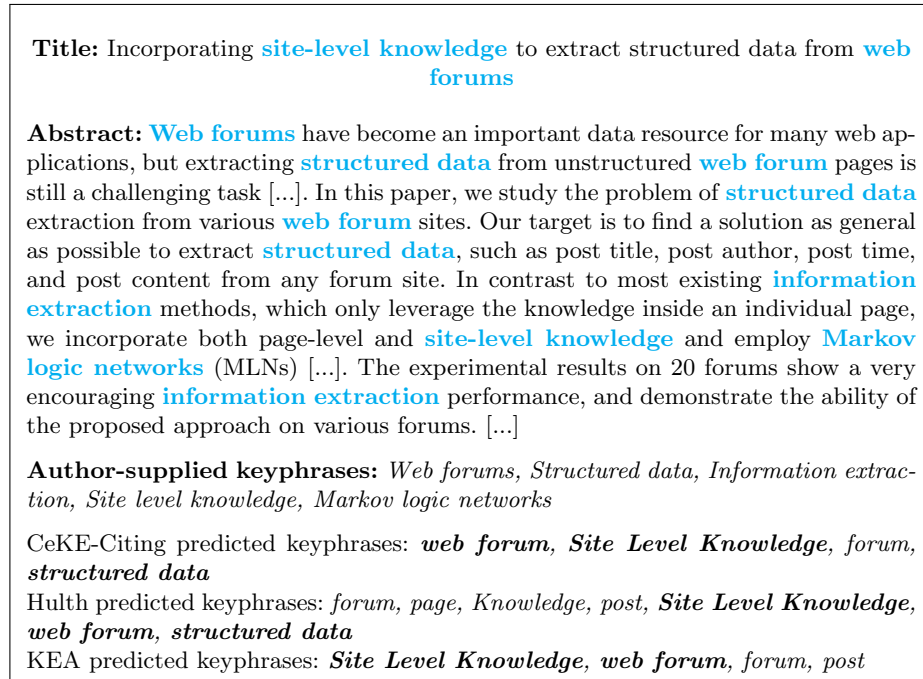 Title: Incorporating site-level knowledge to extract structured data from web
forums
Abstract: Web forums have become an important data resource for many web ap-
plications, but extracting structured data from unstructured web forum pages is
still a challenging task [...]. In this paper, we study the problem of structured data
extraction from various web forum sites. Our target is to find a solution as general
as possible to extract structured data, such as post title, post author, post time,
and post content from any forum site. In contrast to most existing information
extraction methods, which only leverage the knowledge inside an individual page,
we incorporate both page-level and site-level knowledge and employ Markov
logic networks (MLNs) [...]. The experimental results on 20 forums show a very
encouraging information extraction performance, and demonstrate the ability of
the proposed approach on various forums. [...]
Author-supplied keyphrases: Web forums, Structured data, Information extrac-
tion, Site level knowledge, Markov logic networks
CeKE-Citing predicted keyphrases: web forum, Site Level Knowledge, forum,
structured data
Hulth predicted keyphrases: forum, page, Knowledge, post, Site Level Knowledge,
web forum, structured data
KEA predicted keyphrases: Site Level Knowledge, web forum, forum, post